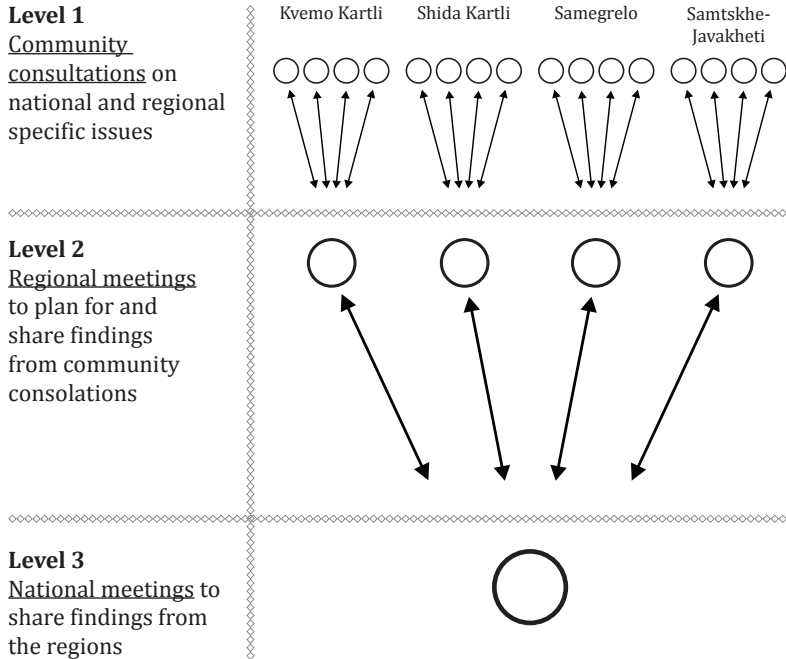 Level 1
Community
consultations on
national and regional
specific issues
Kvemo Kartli
Shida Kartli
Samegrelo
Samtskhe-
Javakheti
Level 2
Regional meetings
to plan for and
share findings
from community
consolations
Level 3
National meetings to
share findings from
the regions